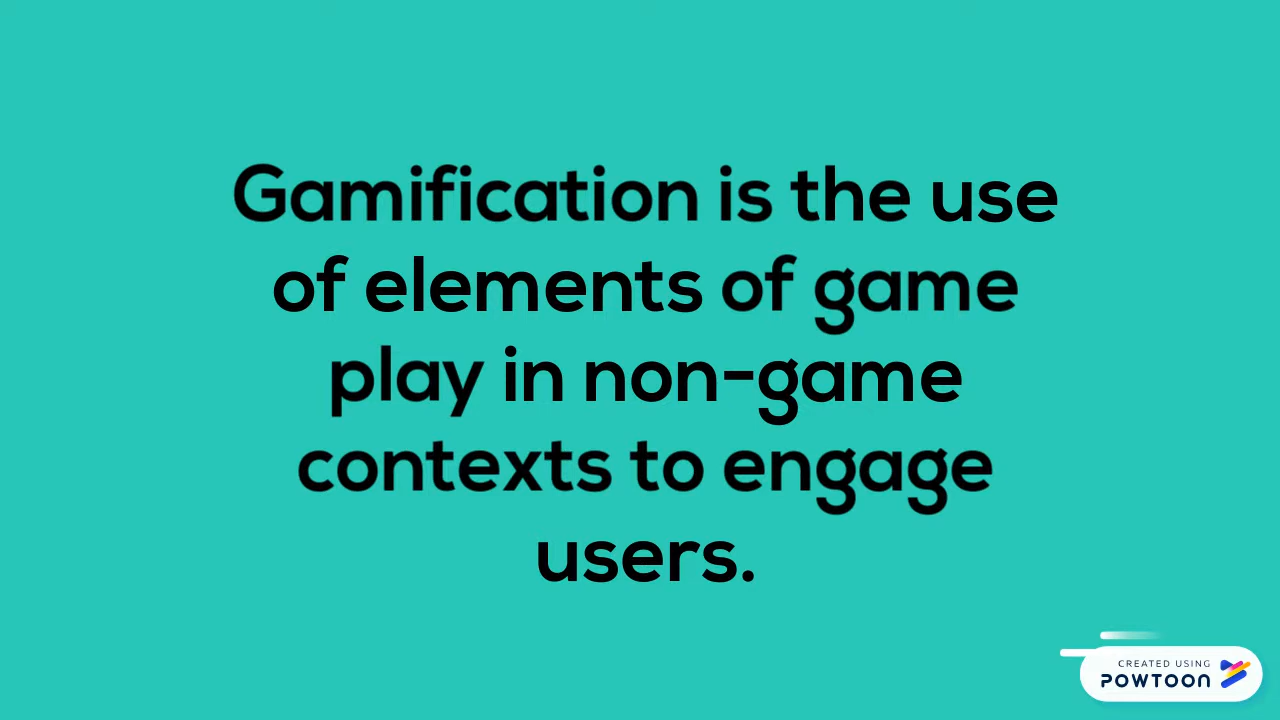 Gamification is the use
of elements of game
play in non-game
contexts to engage
users.
CREATED USING
POWTOON